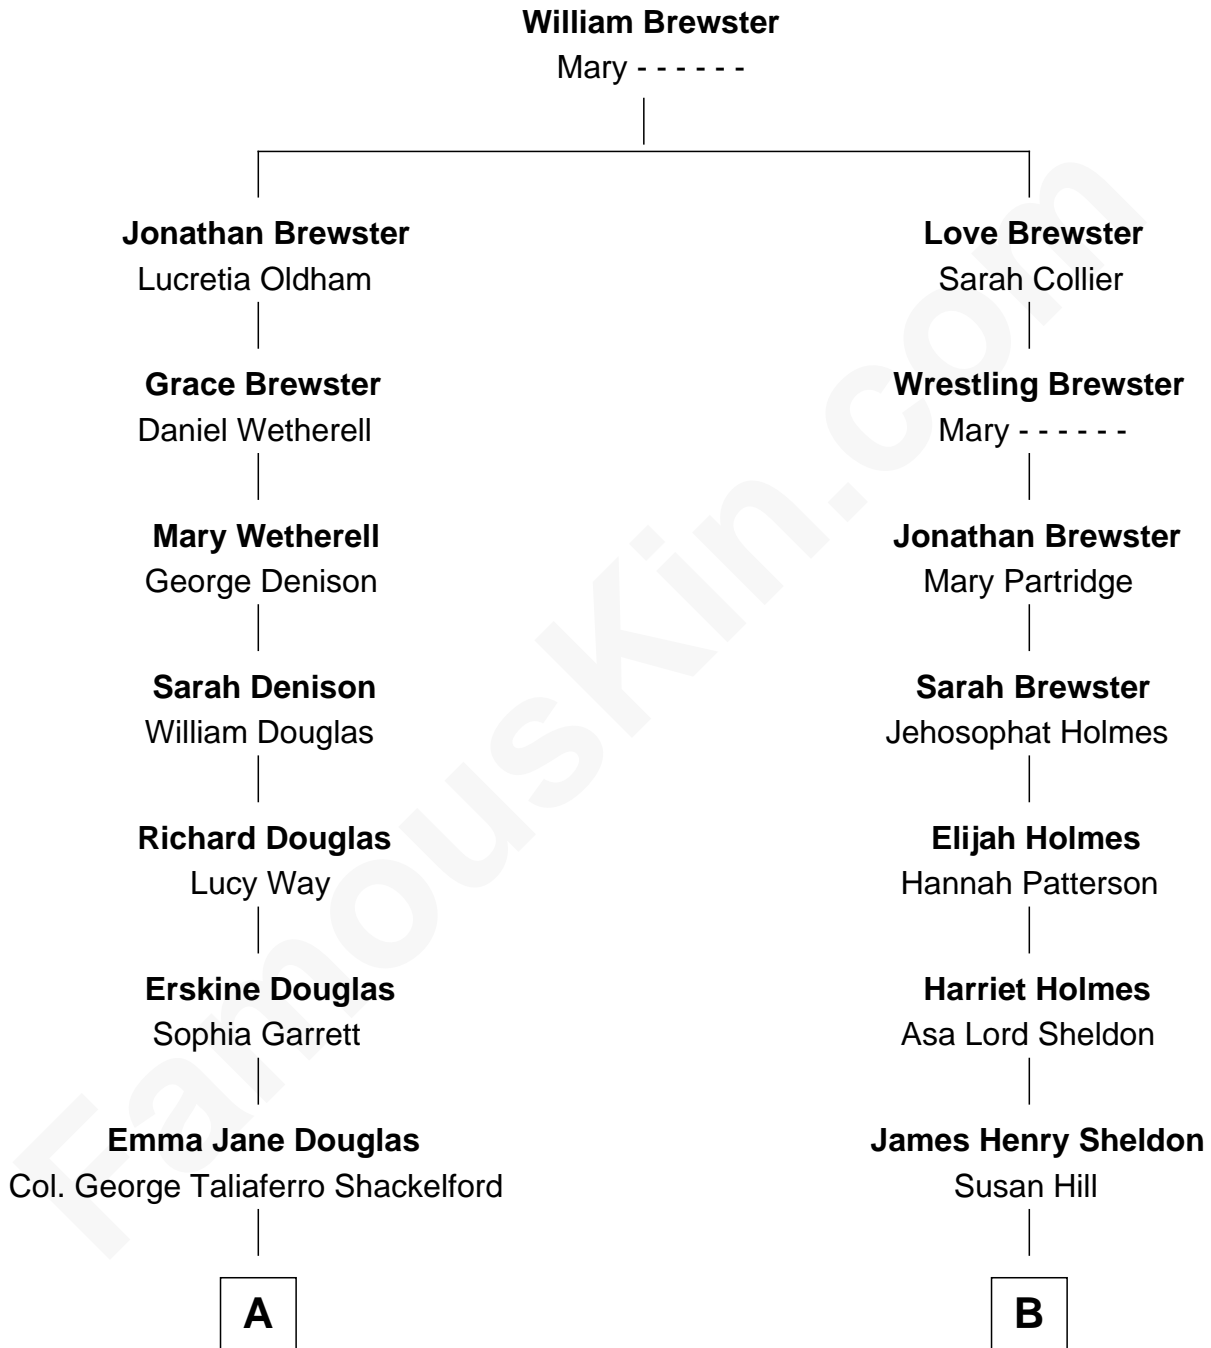 William Brewster
Mary - - - - - -
Jonathan Brewster
Lucretia Oldham
Love Brewster
Sarah Collier
Grace Brewster
Daniel Wetherell
Wrestling Brewster
Mary - - - - - -
Mary Wetherell
George Denison
Jonathan Brewster
Mary Partridge
Sarah Denison
William Douglas
Sarah Brewster
Jehosophat Holmes
Richard Douglas
Lucy Way
Elijah Holmes
Hannah Patterson
Erskine Douglas
Sophia Garrett
Harriet Holmes
Asa Lord Sheldon
Emma Jane Douglas
Col. George Taliaferro Shackelford
James Henry Sheldon
Susan Hill
A
B
FamousKin.com